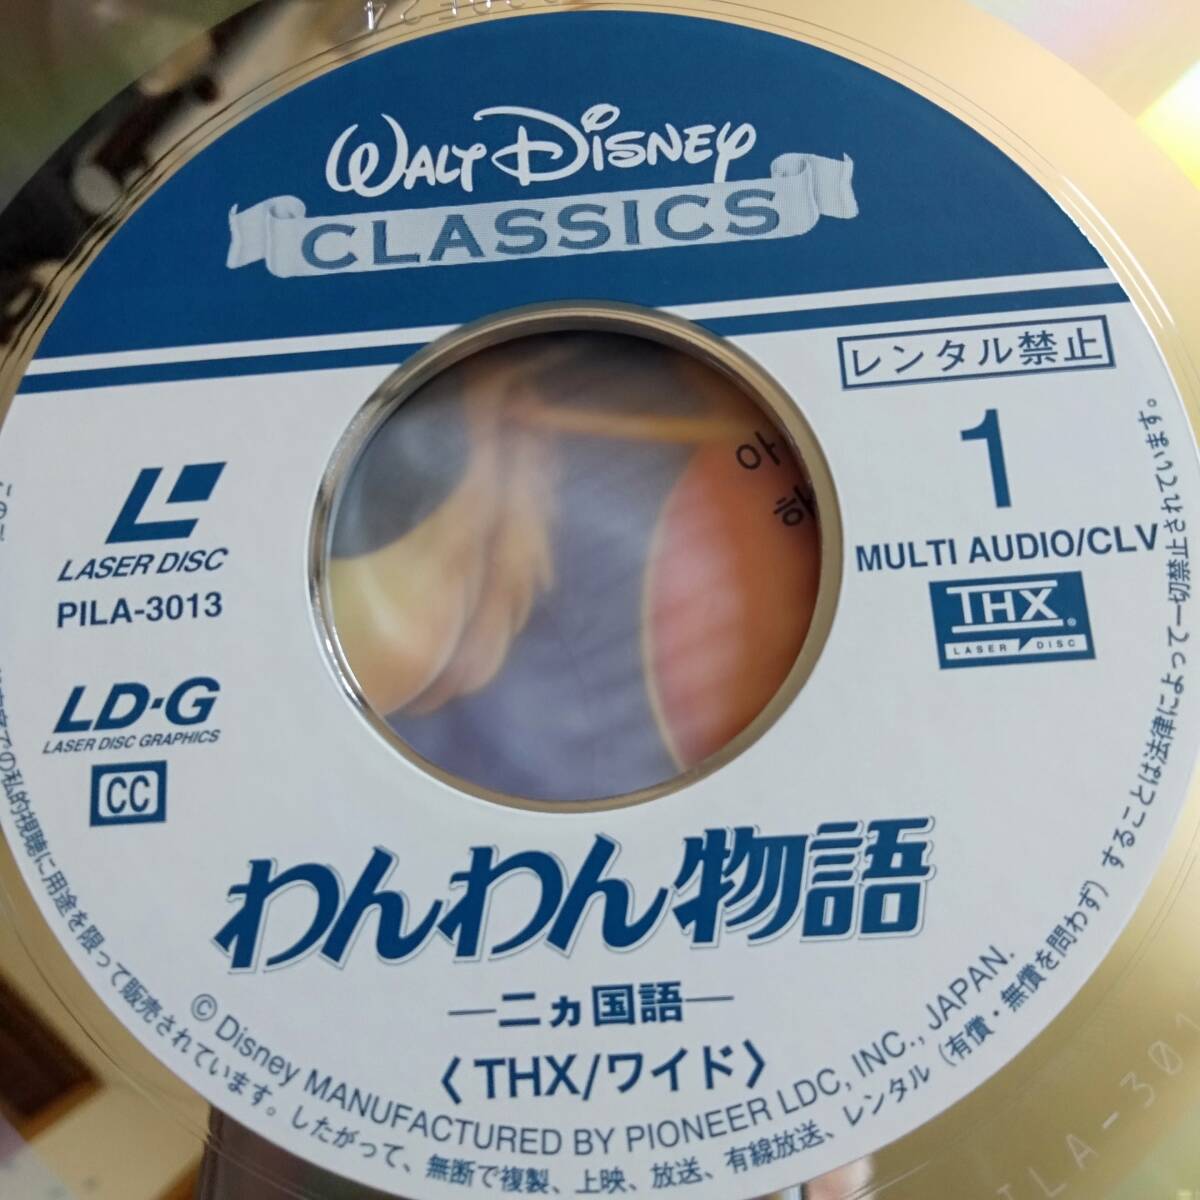 WALT DISNEY
CLASSICS
レンタル禁止
1
MULTI AUDIO/CLV
THX
LASER DISC
LASER DISC
PILA-3013
LD·G
LASER DISC GRAPHICS
CC
わんわん物語
—二ヵ国語—
〈THX/ワイド〉
© Disney MANUFACTURED BY PIONEER LDC, INC., JAPAN.
の私的視聴に用途を限って販売されています。したがって、無断で複製、上映、放送、有線放送、レンタル(有償・無償を問わず)することは法律によって一切禁止されています。
아